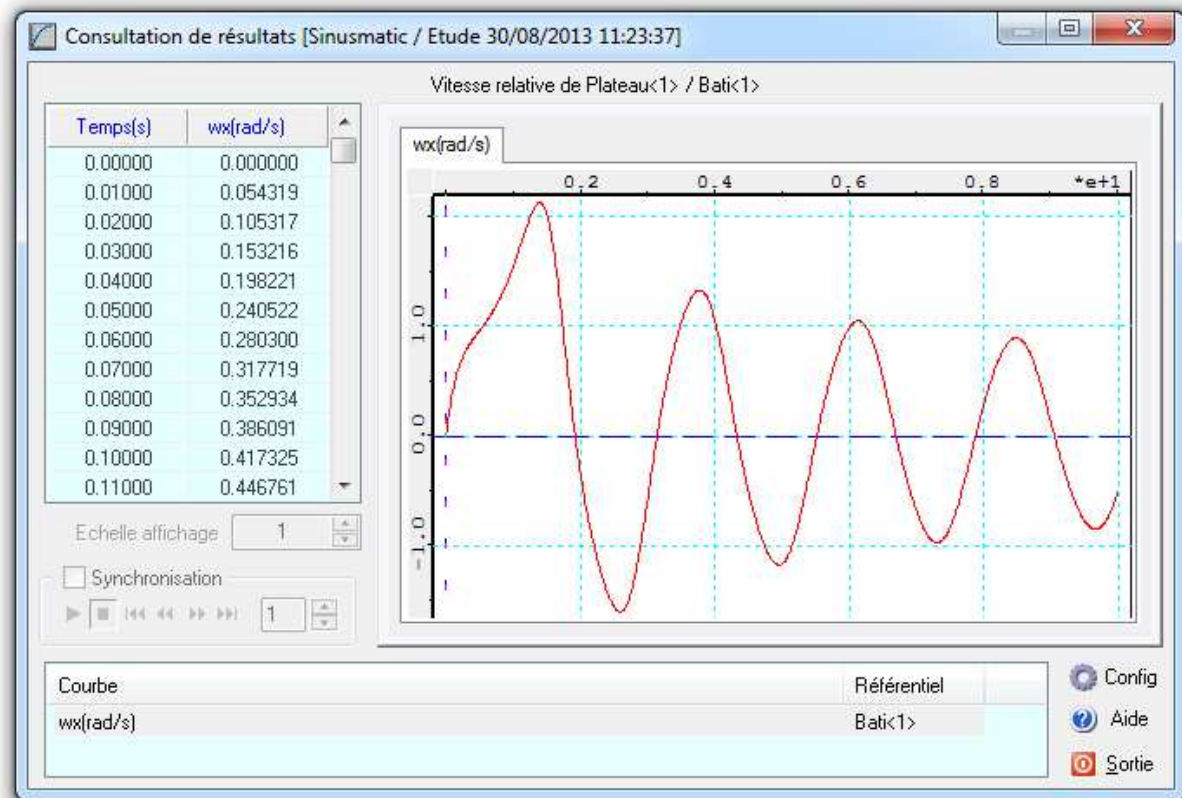 Consultation de résultats [Sinusmatic / Etude 30/08/2013 11:23:37]
Vitesse relative de Plateau<1> / Bati<1>
Temps(s) wx(rad/s)
0.00000 0.000000
0.01000 0.054319
0.02000 0.105317
0.03000 0.153216
0.04000 0.198221
0.05000 0.240522
0.06000 0.280300
0.07000 0.317719
0.08000 0.352934
0.09000 0.386091
0.10000 0.417325
0.11000 0.446761
Echelle affichage 1
Synchronisation
1
wx(rad/s)
0.2 0.4 0.6 0.8 *e+1
1.0
0.0
-1.0
Courbe Référentiel
wx(rad/s) Bati<1>
Config
Aide
Sortie